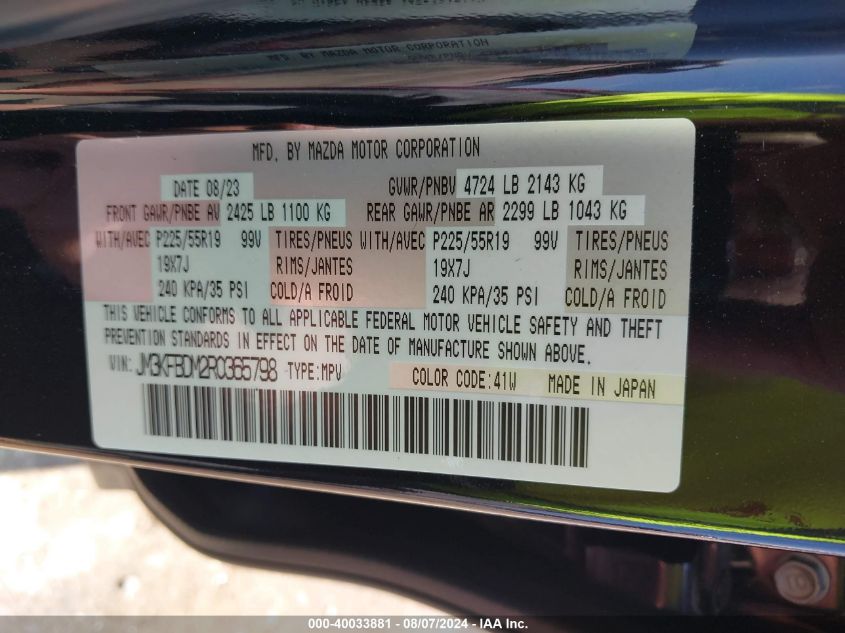 MAZDA MOTOR CORPORATION
MFD. BY MAZDA MOTOR CORPORATION
DATE 08/23 GVWR/PNBV 4724 LB 2143 KG
FRONT GAWR/PNBE AV 2425 LB 1100 KG REAR GAWR/PNBE AR 2299 LB 1043 KG
WITH/AVEC P225/55R19 99V TIRES/PNEUS WITH/AVEC P225/55R19 99V TIRES/PNEUS
19X7J RIMS/JANTES 19X7J RIMS/JANTES
240 KPA/35 PSI COLD/A FROID 240 KPA/35 PSI COLD/A FROID
THIS VEHICLE CONFORMS TO ALL APPLICABLE FEDERAL MOTOR VEHICLE SAFETY AND THEFT
PREVENTION STANDARDS IN EFFECT ON THE DATE OF MANUFACTURE SHOWN ABOVE.
VIN: JM3KFBDM2R0365798 TYPE:MPV COLOR CODE:41W MADE IN JAPAN
000-40033881 — 08/07/2024 - IAA Inc.